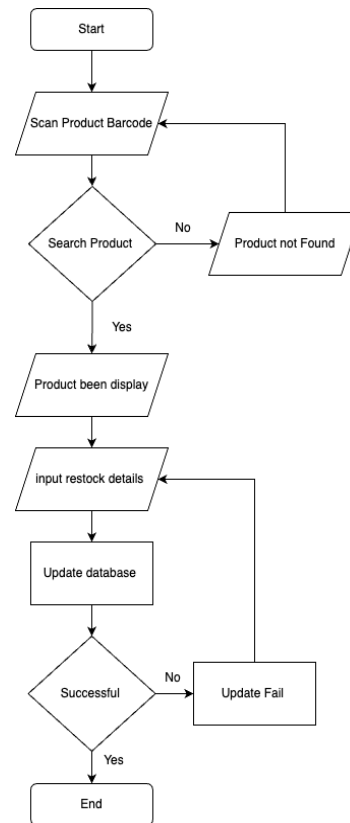 Start
Scan Product Barcode
Search Product
No
Product not Found
Yes
Product been display
input restock details
Update database
Successful
No
Update Fail
Yes
End